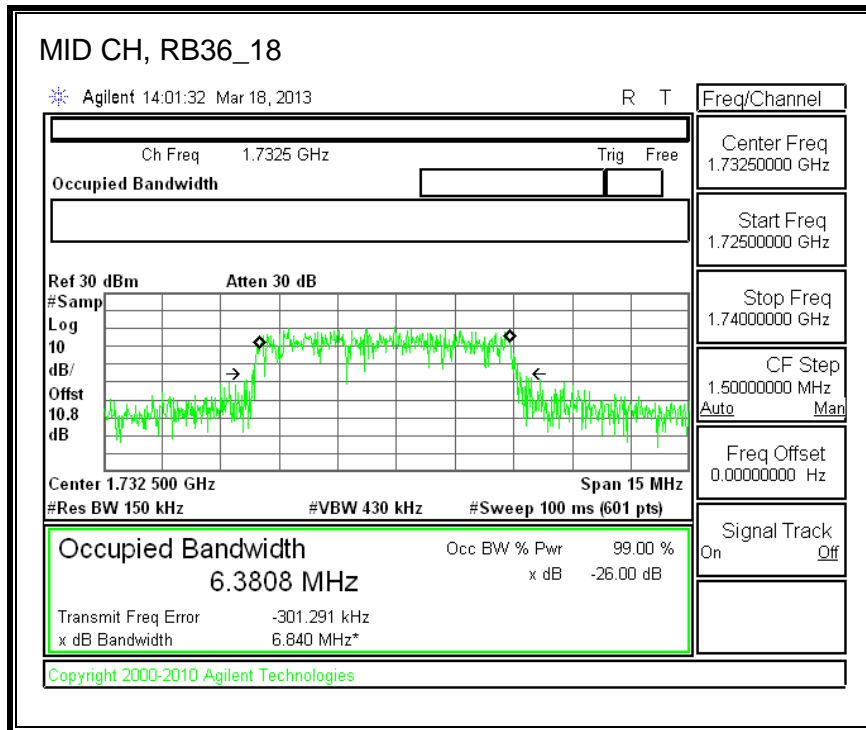 MID CH, RB36_18
Agilent 14:01:32 Mar 18, 2013 R T
Freq/Channel
Ch Freq 1.7325 GHz Trig Free
Occupied Bandwidth
Center Freq
1.73250000 GHz
Start Freq
1.72500000 GHz
Stop Freq
1.74000000 GHz
CF Step
1.50000000 MHz
Auto Man
Freq Offset
0.00000000 Hz
Signal Track
On Off
Ref 30 dBm Atten 30 dB
#Samp
Log
10
dB/
Offst
10.8
dB
Center 1.732 500 GHz Span 15 MHz
#Res BW 150 kHz #VBW 430 kHz #Sweep 100 ms (601 pts)
Occupied Bandwidth Occ BW % Pwr 99.00 %
6.3808 MHz x dB -26.00 dB
Transmit Freq Error -301.291 kHz
x dB Bandwidth 6.840 MHz*
Copyright 2000-2010 Agilent Technologies